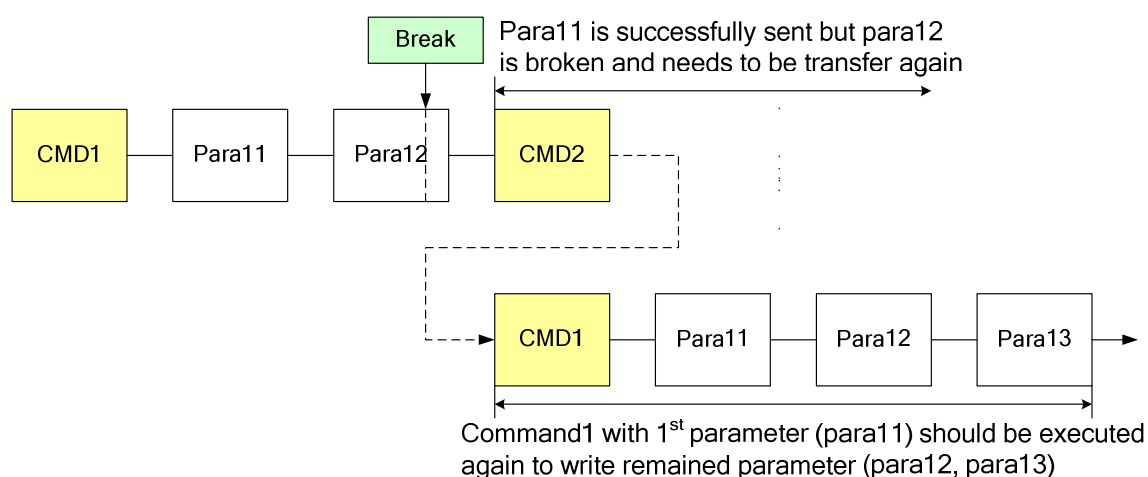 Break
Para11 is successfully sent but para12
is broken and needs to be transfer again
CMD1
Para11
Para12
CMD2
CMD1
Para11
Para12
Para13
Command1 with 1st parameter (para11) should be executed
again to write remained parameter (para12, para13)